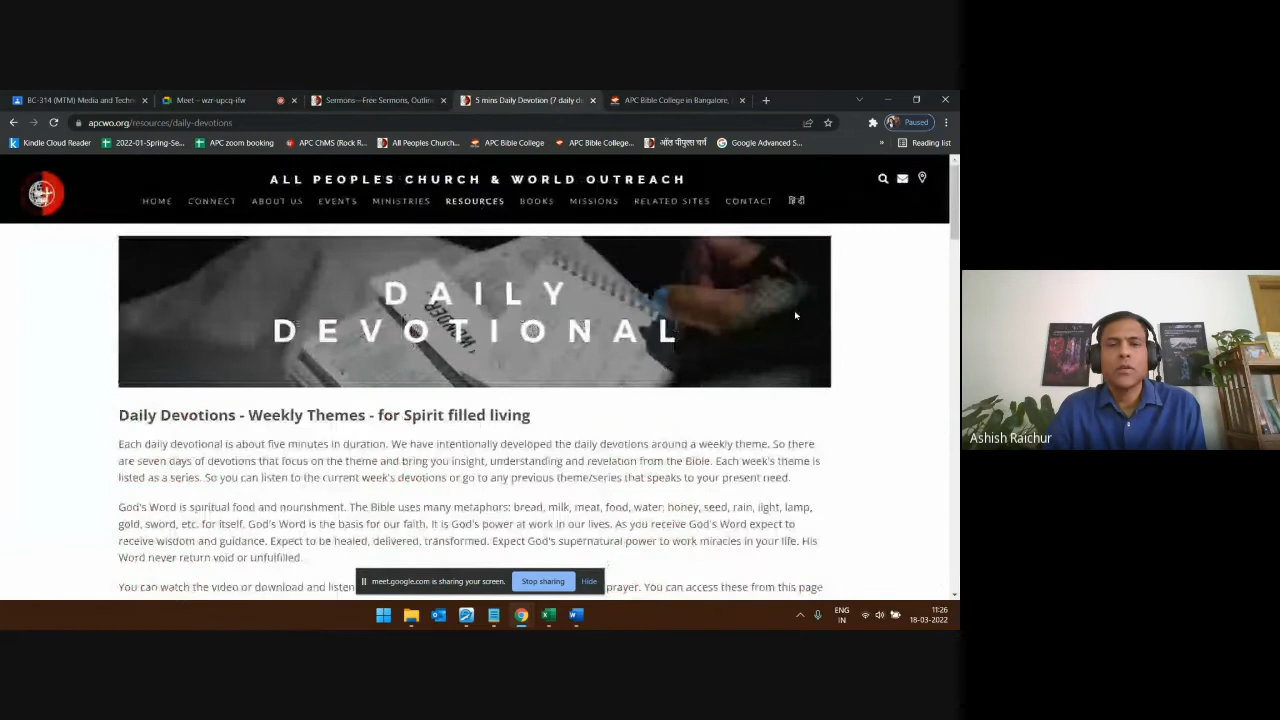 BC-314 (MTM) Media and Techn
Meet – wzr-upcq-ifw
Sermons—Free Sermons, Outlin
5 mins Daily Devotion (7 daily de
APC Bible College in Bangalore,
apcwo.org/resources/daily-devotions
Paused
Kindle Cloud Reader
2022-01-Spring-Se...
APC zoom booking
APC ChMS (Rock R...
All Peoples Church...
APC Bible College
APC Bible College...
ऑल पीपुल्स चर्च
Google Advanced S...
»
Reading list
ALL PEOPLES CHURCH & WORLD OUTREACH
HOME CONNECT ABOUT US EVENTS MINISTRIES RESOURCES BOOKS MISSIONS RELATED SITES CONTACT हिंदी
DAILY
DEVOTIONAL
WONDER
Daily Devotions - Weekly Themes - for Spirit filled living
Each daily devotional is about five minutes in duration. We have intentionally developed the daily devotions around a weekly theme. So there
are seven days of devotions that focus on the theme and bring you insight, understanding and revelation from the Bible. Each week's theme is
listed as a series. So you can listen to the current week's devotions or go to any previous theme/series that speaks to your present need.
God's Word is spiritual food and nourishment. The Bible uses many metaphors: bread, milk, meat, food, water, honey, seed, rain, light, lamp,
gold, sword, etc. for itself. God's Word is the basis for our faith. It is God's power at work in our lives. As you receive God's Word expect to
receive wisdom and guidance. Expect to be healed, delivered, transformed. Expect God's supernatural power to work miracles in your life. His
Word never return void or unfulfilled.
You can watch the video or download and listen prayer. You can access these from this page
meet.google.com is sharing your screen. Stop sharing Hide
ENG
IN
11:26
18-03-2022
Ashish Raichur